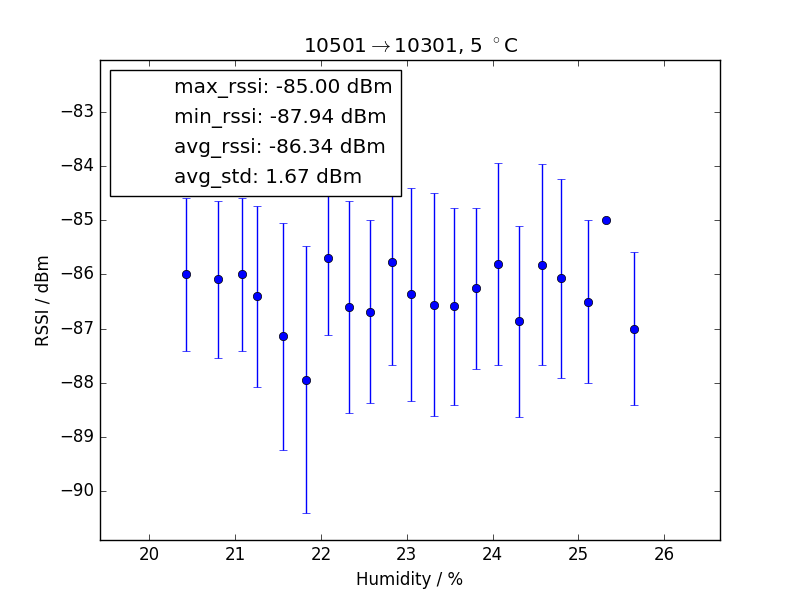 10501→10301, 5 °C
max_rssi: -85.00 dBm
min_rssi: -87.94 dBm
avg_rssi: -86.34 dBm
avg_std: 1.67 dBm
−83
−84
−85
−86
−87
−88
−89
−90
RSSI / dBm
20 21 22 23 24 25 26
Humidity / %